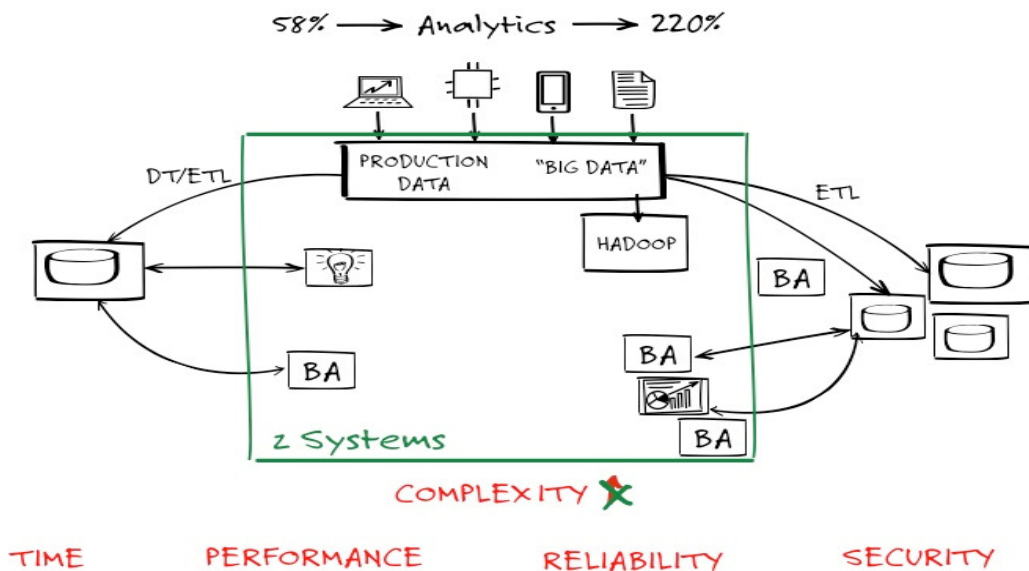 58% Analytics 220%
PRODUCTION DATA
"BIG DATA"
DT/ETL
ETL
HADOOP
BA
BA
BA
BA
z Systems
COMPLEXITY
TIME PERFORMANCE RELIABILITY SECURITY